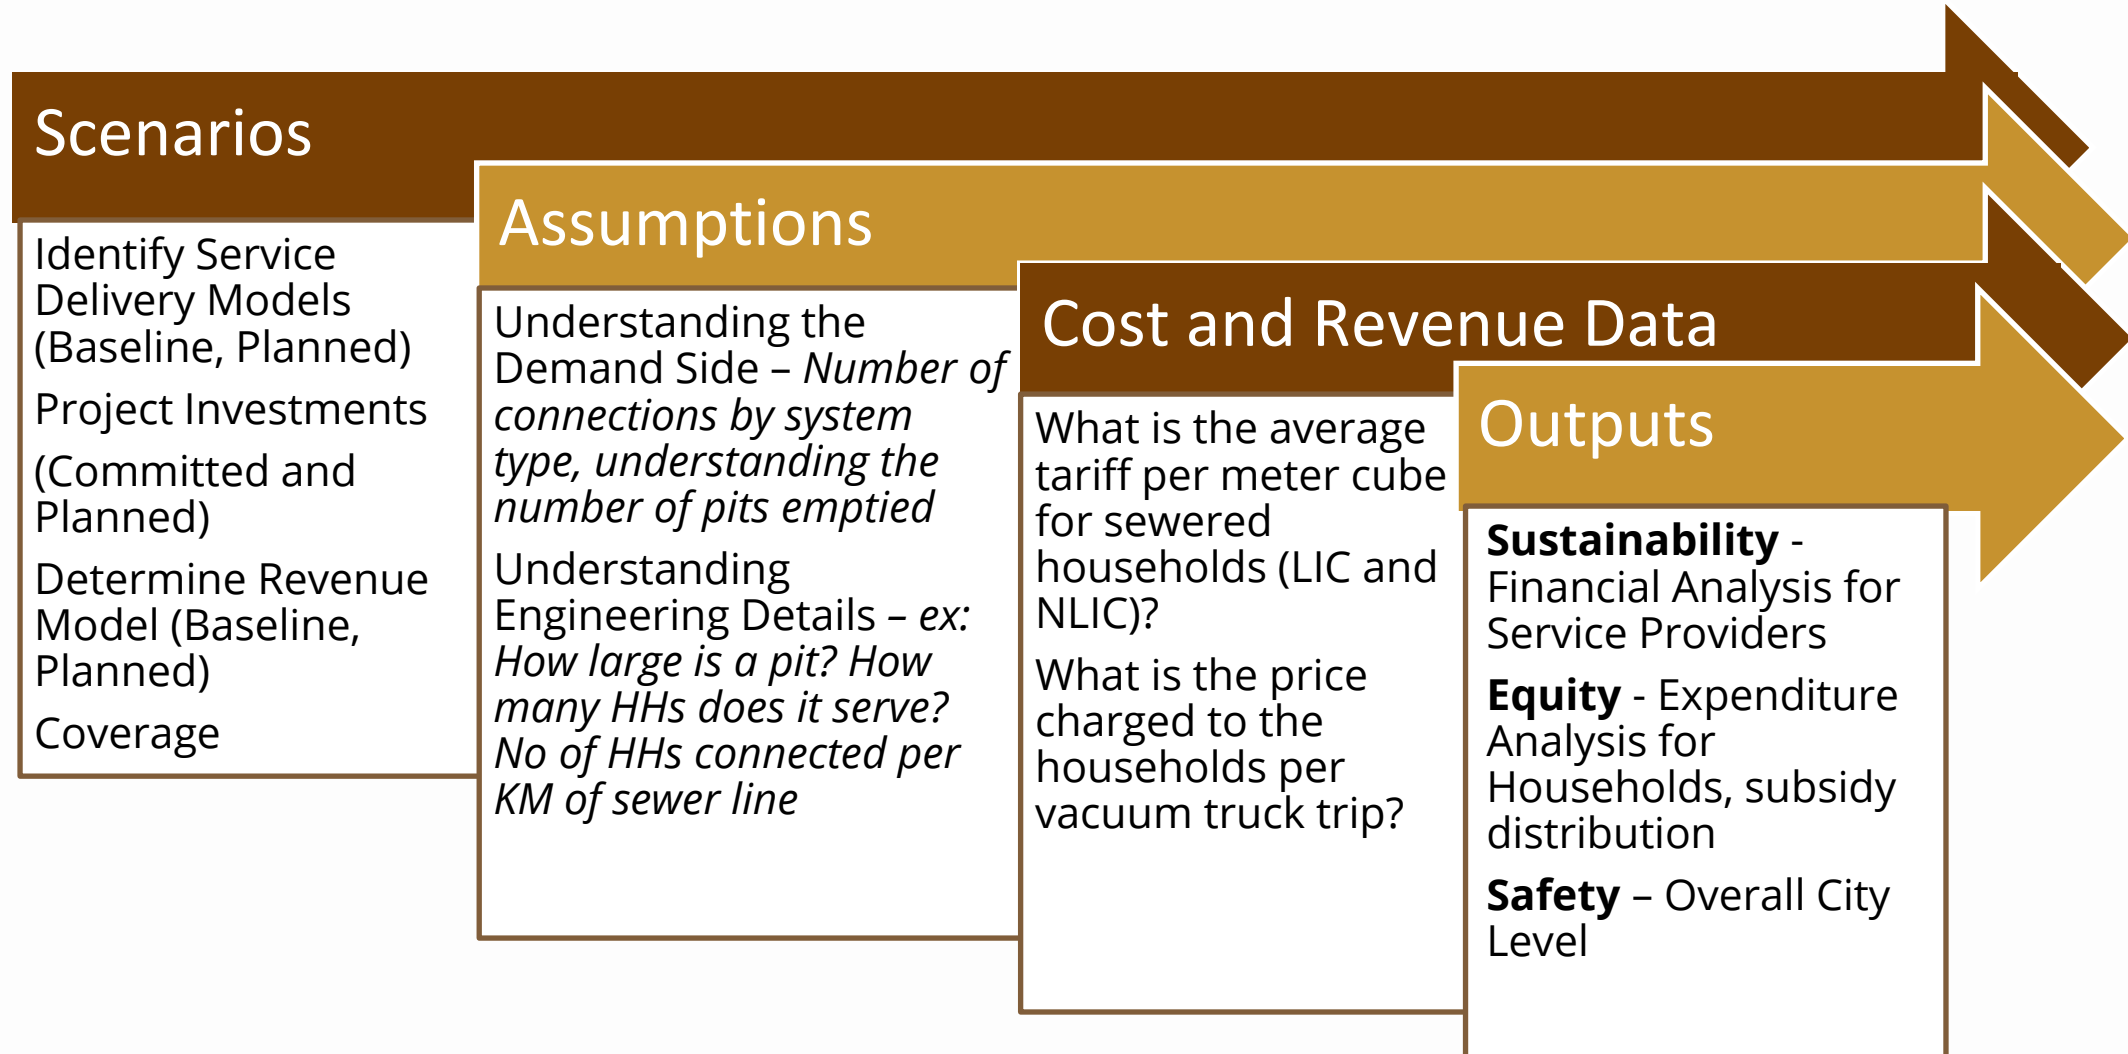 Scenarios
Identify Service
Delivery Models
(Baseline, Planned)
Project Investments
(Committed and
Planned)
Determine Revenue
Model (Baseline,
Planned)
Coverage
Assumptions
Understanding the
Demand Side – Number of
connections by system
type, understanding the
number of pits emptied
Understanding
Engineering Details – ex:
How large is a pit? How
many HHs does it serve?
No of HHs connected per
KM of sewer line
Cost and Revenue Data
What is the average
tariff per meter cube
for sewered
households (LIC and
NLIC)?
What is the price
charged to the
households per
vacuum truck trip?
Outputs
Sustainability -
Financial Analysis for
Service Providers
Equity - Expenditure
Analysis for
Households, subsidy
distribution
Safety – Overall City
Level